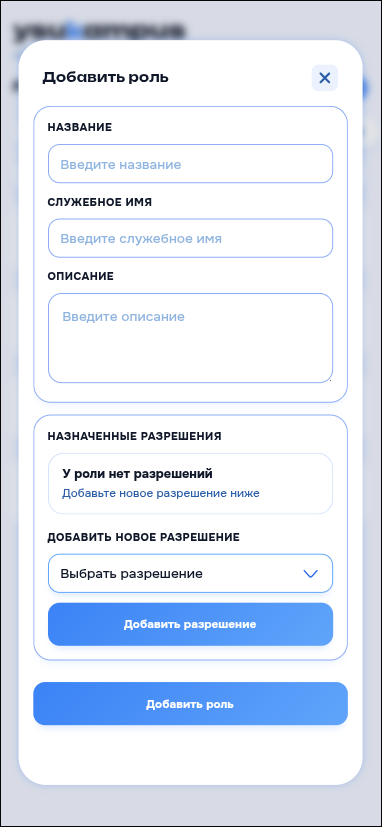 ysukampus
Добавить роль
НАЗВАНИЕ
Введите название
СЛУЖЕБНОЕ ИМЯ
Введите служебное имя
ОПИСАНИЕ
Введите описание
НАЗНАЧЕННЫЕ РАЗРЕШЕНИЯ
У роли нет разрешений
Добавьте новое разрешение ниже
ДОБАВИТЬ НОВОЕ РАЗРЕШЕНИЕ
Выбрать разрешение
Добавить разрешение
Добавить роль